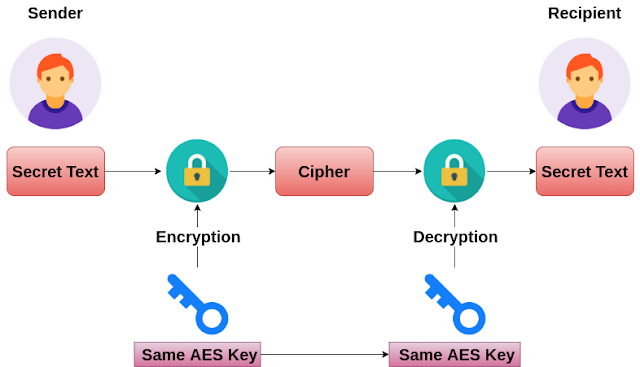 Sender
Recipient
Secret Text
Cipher
Secret Text
Encryption
Decryption
Same AES Key
Same AES Key